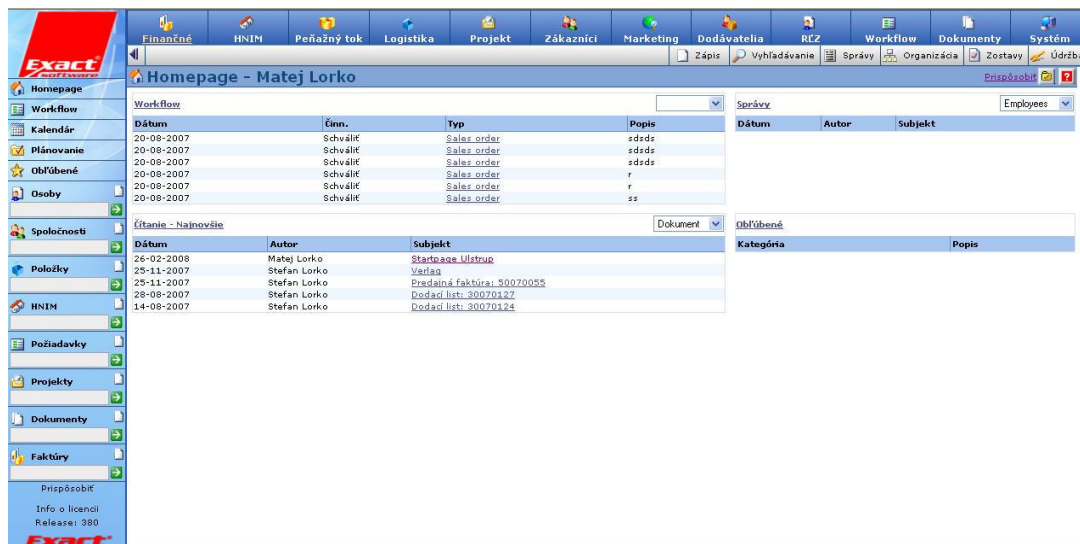 Finančné HNIM Peňažný tok Logistika Projekt Zákazníci Marketing Dodávatelia RĽZ Workflow Dokumenty Systém
Exact
software
Zápis Vyhľadávanie Správy Organizácia Zostavy Údržb
Homepage - Matej Lorko
Prispôsobiť
Homepage
Workflow
Kalendár
Plánovanie
Obľúbené
Osoby
Spoločnosti
Položky
HNIM
Požiadavky
Projekty
Dokumenty
Faktúry
Prispôsobiť
Info o licencii
Release: 380
Exact
Workflow
Dátum Činn. Typ Popis
20-08-2007 Schváliť Sales order sdsds
20-08-2007 Schváliť Sales order sdsds
20-08-2007 Schváliť Sales order sdsds
20-08-2007 Schváliť Sales order r
20-08-2007 Schváliť Sales order r
20-08-2007 Schváliť Sales order ss
Správy Employees
Dátum Autor Subjekt
Čítanie - Najnovšie Dokument
Dátum Autor Subjekt
26-02-2008 Matej Lorko Startpage Ulstrup
25-11-2007 Stefan Lorko Verlag
25-11-2007 Stefan Lorko Predajná faktúra: 50070055
28-08-2007 Stefan Lorko Dodací list: 30070127
14-08-2007 Stefan Lorko Dodací list: 30070124
Obľúbené
Kategória Popis